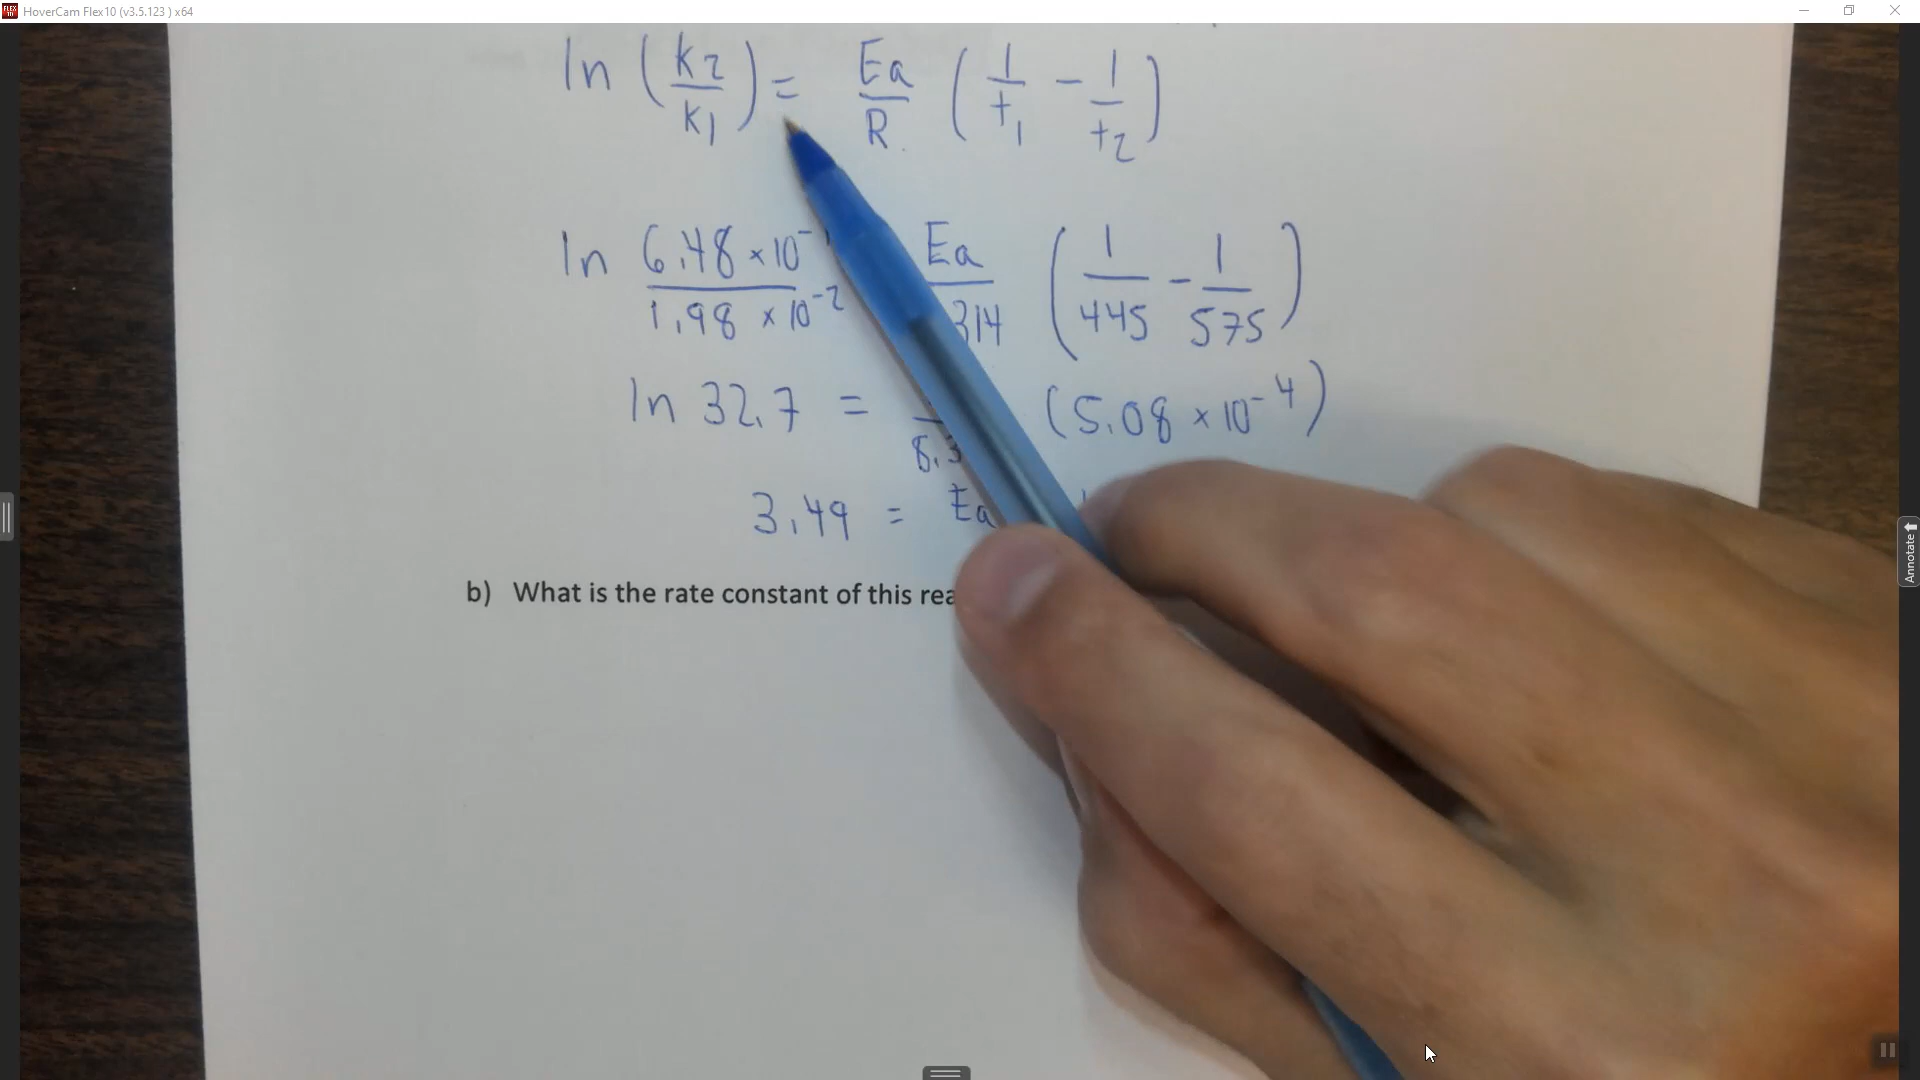 HoverCam Flex10 (v3.5.123 ) x64
ln (k2/k1) = Ea/R (1/t1 - 1/t2)
ln 6.48 × 10- / 1.98 × 10-2 Ea/314 (1/445 - 1/575)
ln 32.7 = 8.3 (5.08 × 10-4)
3.49 = Ea
b) What is the rate constant of this
Annotate